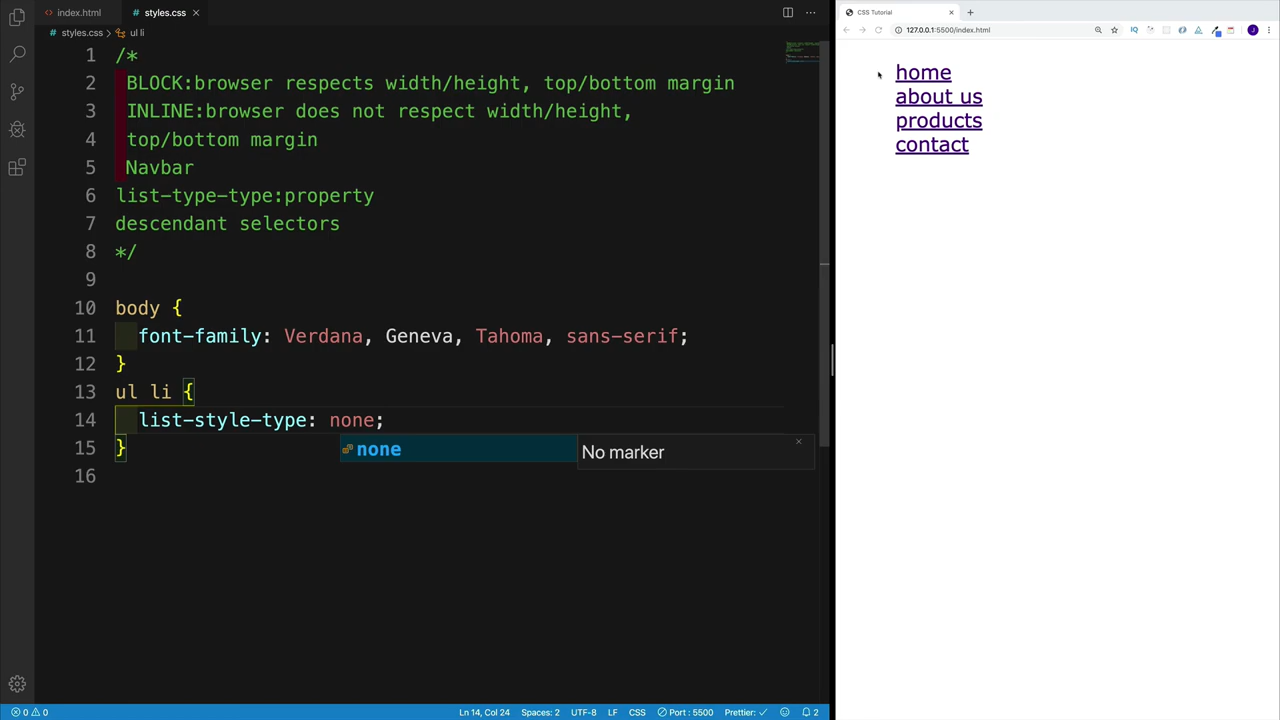 index.html
styles.css
styles.css
ul li
1 /*
2 BLOCK:browser respects width/height, top/bottom margin
3 INLINE:browser does not respect width/height,
4 top/bottom margin
5 Navbar
6 list-type-type:property
7 descendant selectors
8 */
9
10 body {
11 font-family: Verdana, Geneva, Tahoma, sans-serif;
12 }
13 ul li {
14 list-style-type: none;
15 }
16
none
No marker
0 0
Ln 14, Col 24
Spaces: 2
UTF-8
LF
CSS
Port : 5500
Prettier:
2
CSS Tutorial
127.0.0.1:5500/index.html
IQ
J
home
about us
products
contact